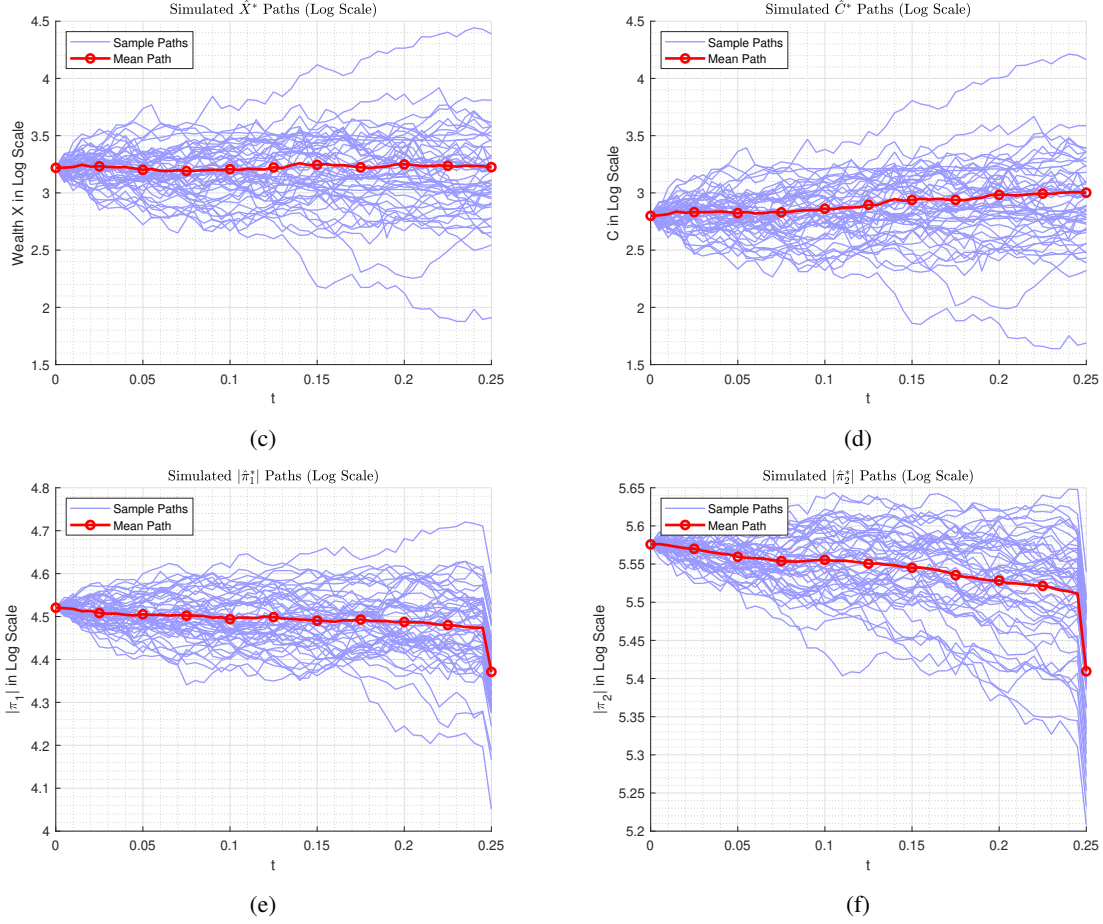 Simulated X̂* Paths (Log Scale)
4.5
4
3.5
3
2.5
2
1.5
Wealth X in Log Scale
Sample Paths
Mean Path
0 0.05 0.1 0.15 0.2 0.25
t
(c)
Simulated Ĉ* Paths (Log Scale)
4.5
4
3.5
3
2.5
2
1.5
C in Log Scale
Sample Paths
Mean Path
0 0.05 0.1 0.15 0.2 0.25
t
(d)
Simulated |π̂₁*| Paths (Log Scale)
4.8
4.7
4.6
4.5
4.4
4.3
4.2
4.1
4
|π₁| in Log Scale
Sample Paths
Mean Path
0 0.05 0.1 0.15 0.2 0.25
t
(e)
Simulated |π̂₂*| Paths (Log Scale)
5.65
5.6
5.55
5.5
5.45
5.4
5.35
5.3
5.25
5.2
|π₂| in Log Scale
Sample Paths
Mean Path
0 0.05 0.1 0.15 0.2 0.25
t
(f)